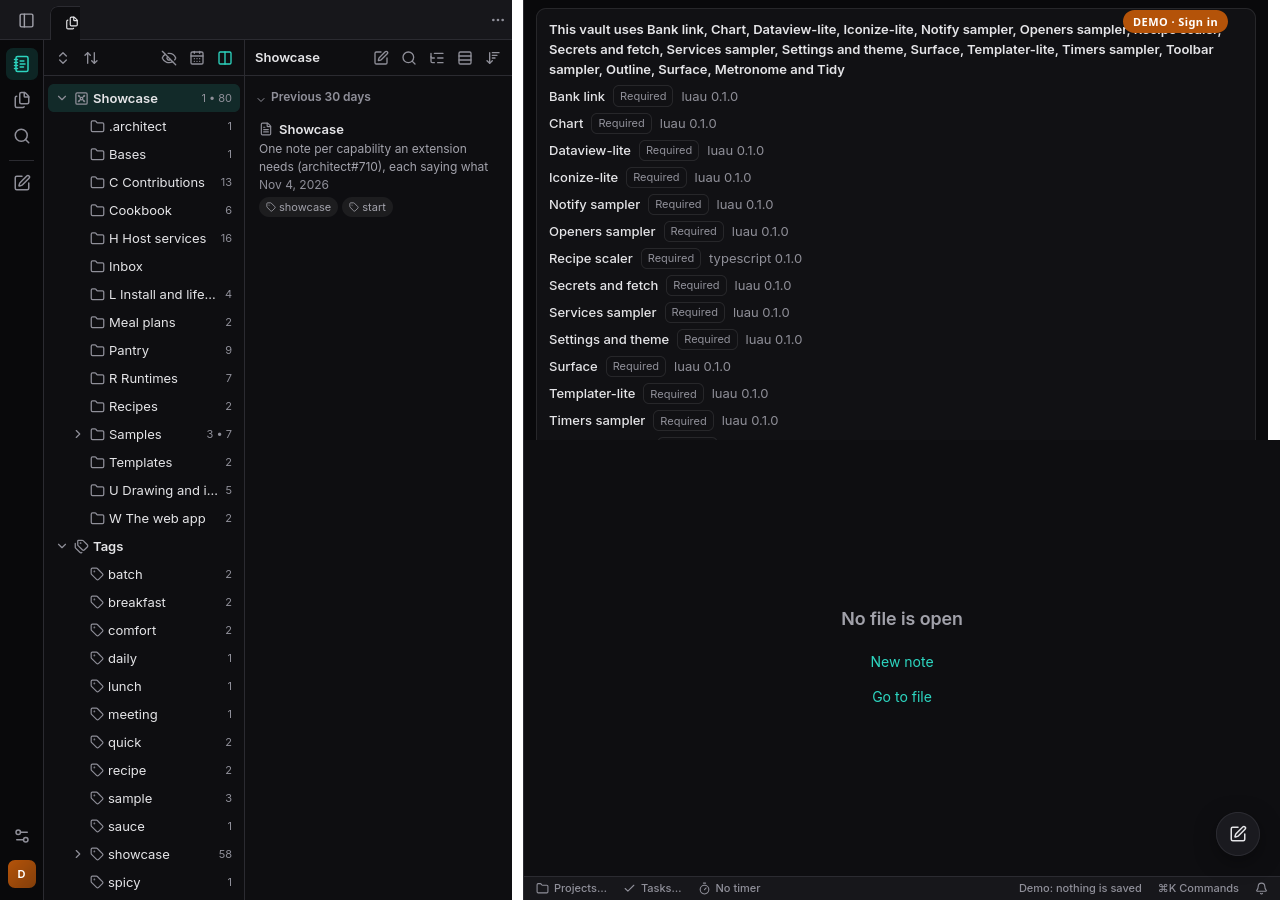 Showcase 1 • 80
.architect 1
Bases 1
C Contributions 13
Cookbook 6
H Host services 16
Inbox
L Install and life... 4
Meal plans 2
Pantry 9
R Runtimes 7
Recipes 2
Samples 3 • 7
Templates 2
U Drawing and i... 5
W The web app 2
Tags
batch 2
breakfast 2
comfort 2
daily 1
lunch 1
meeting 1
quick 2
recipe 2
sample 3
sauce 1
showcase 58
spicy 1
D
Showcase
Previous 30 days
Showcase
One note per capability an extension
needs (architect#710), each saying what
Nov 4, 2026
showcase start
DEMO · Sign in
This vault uses Bank link, Chart, Dataview-lite, Iconize-lite, Notify sampler, Openers sampler,
Secrets and fetch, Services sampler, Settings and theme, Surface, Templater-lite, Timers sampler, Toolbar
sampler, Outline, Surface, Metronome and Tidy
Bank link Required luau 0.1.0
Chart Required luau 0.1.0
Dataview-lite Required luau 0.1.0
Iconize-lite Required luau 0.1.0
Notify sampler Required luau 0.1.0
Openers sampler Required luau 0.1.0
Recipe scaler Required typescript 0.1.0
Secrets and fetch Required luau 0.1.0
Services sampler Required luau 0.1.0
Settings and theme Required luau 0.1.0
Surface Required luau 0.1.0
Templater-lite Required luau 0.1.0
Timers sampler Required luau 0.1.0
No file is open
New note
Go to file
Projects... Tasks... No timer Demo: nothing is saved ⌘K Commands